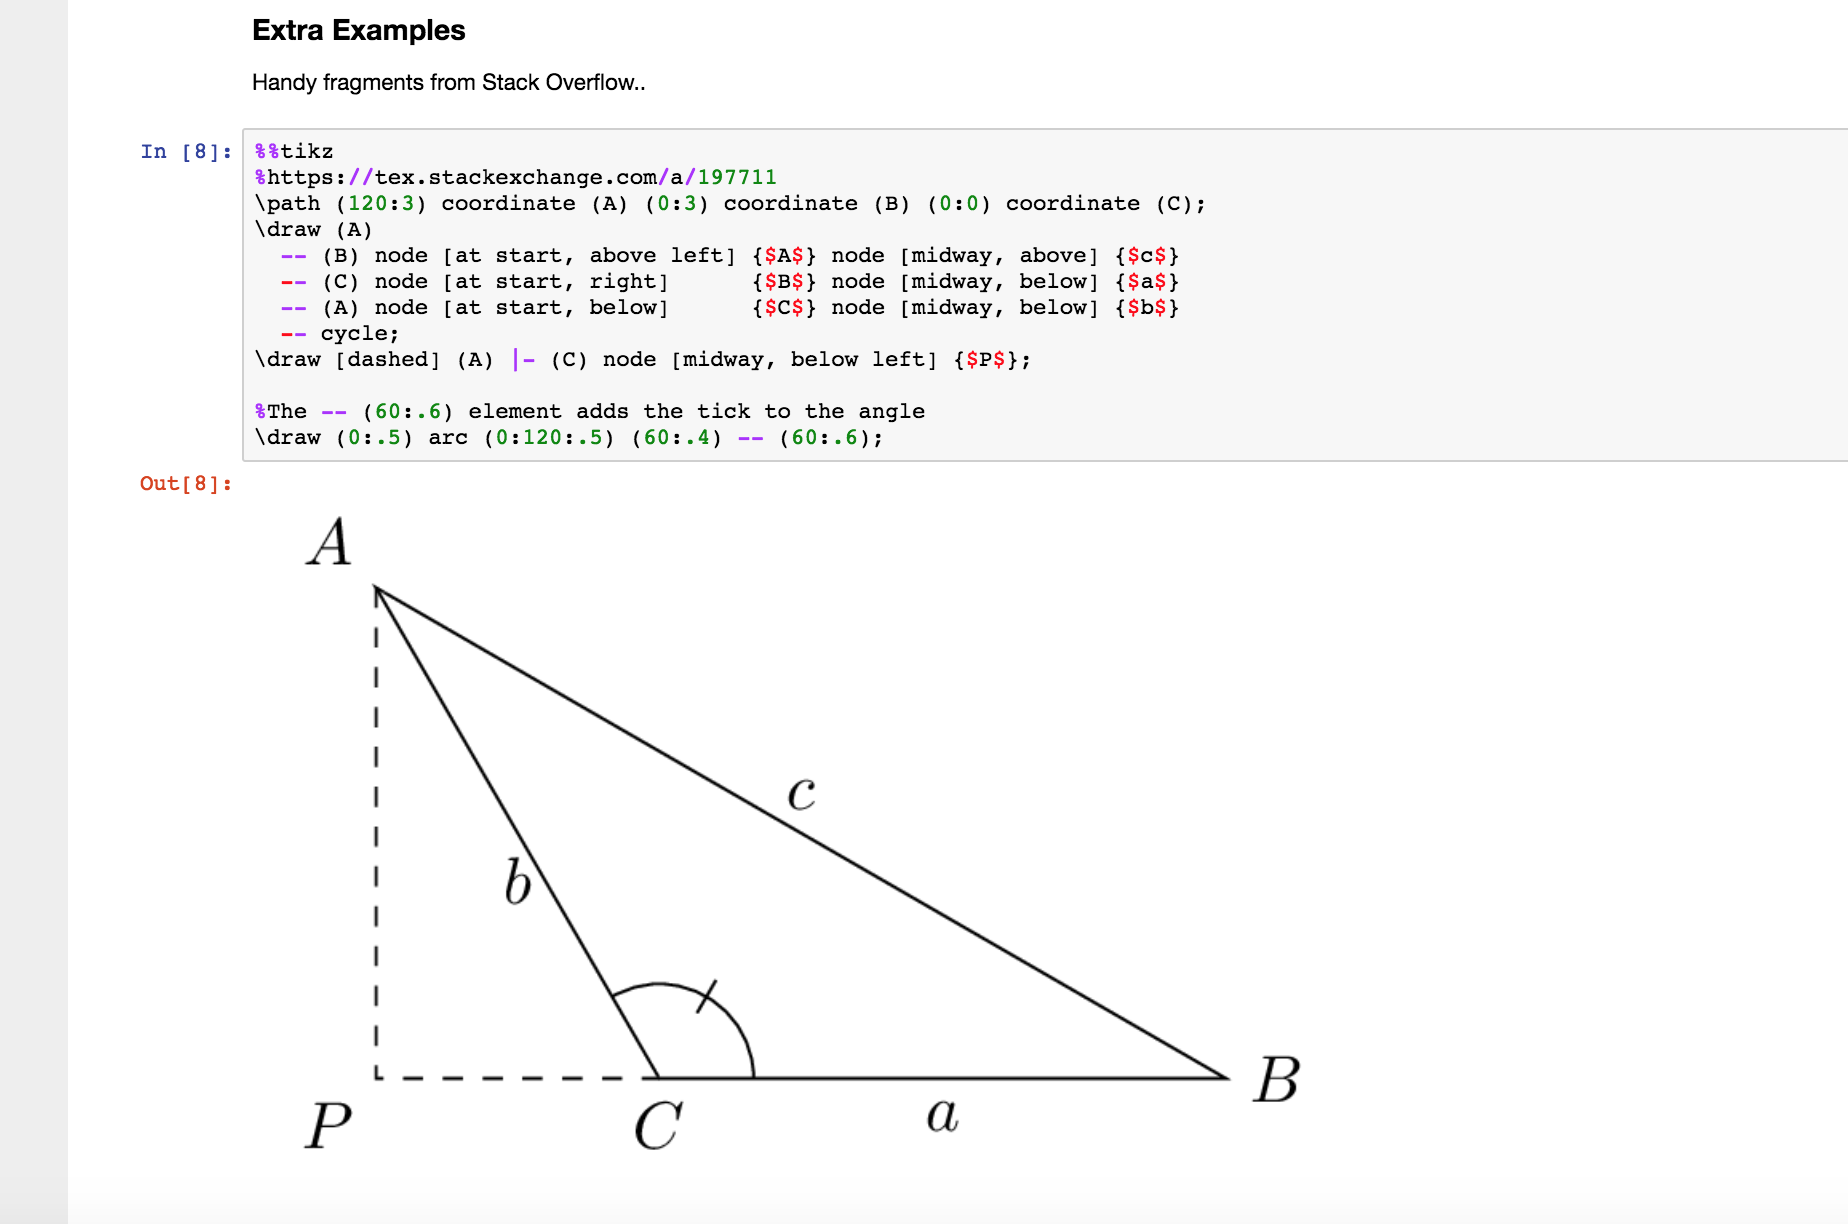 Extra Examples
Handy fragments from Stack Overflow..
In [8]:
%%tikz
%https://tex.stackexchange.com/a/197711
\path (120:3) coordinate (A) (0:3) coordinate (B) (0:0) coordinate (C);
\draw (A)
  -- (B) node [at start, above left] {$A$} node [midway, above] {$c$}
  -- (C) node [at start, right]      {$B$} node [midway, below] {$a$}
  -- (A) node [at start, below]      {$C$} node [midway, below] {$b$}
  -- cycle;
\draw [dashed] (A) |- (C) node [midway, below left] {$P$};
%The -- (60:.6) element adds the tick to the angle
\draw (0:.5) arc (0:120:.5) (60:.4) -- (60:.6);
Out[8]:
A
c
b
B
P
C
a